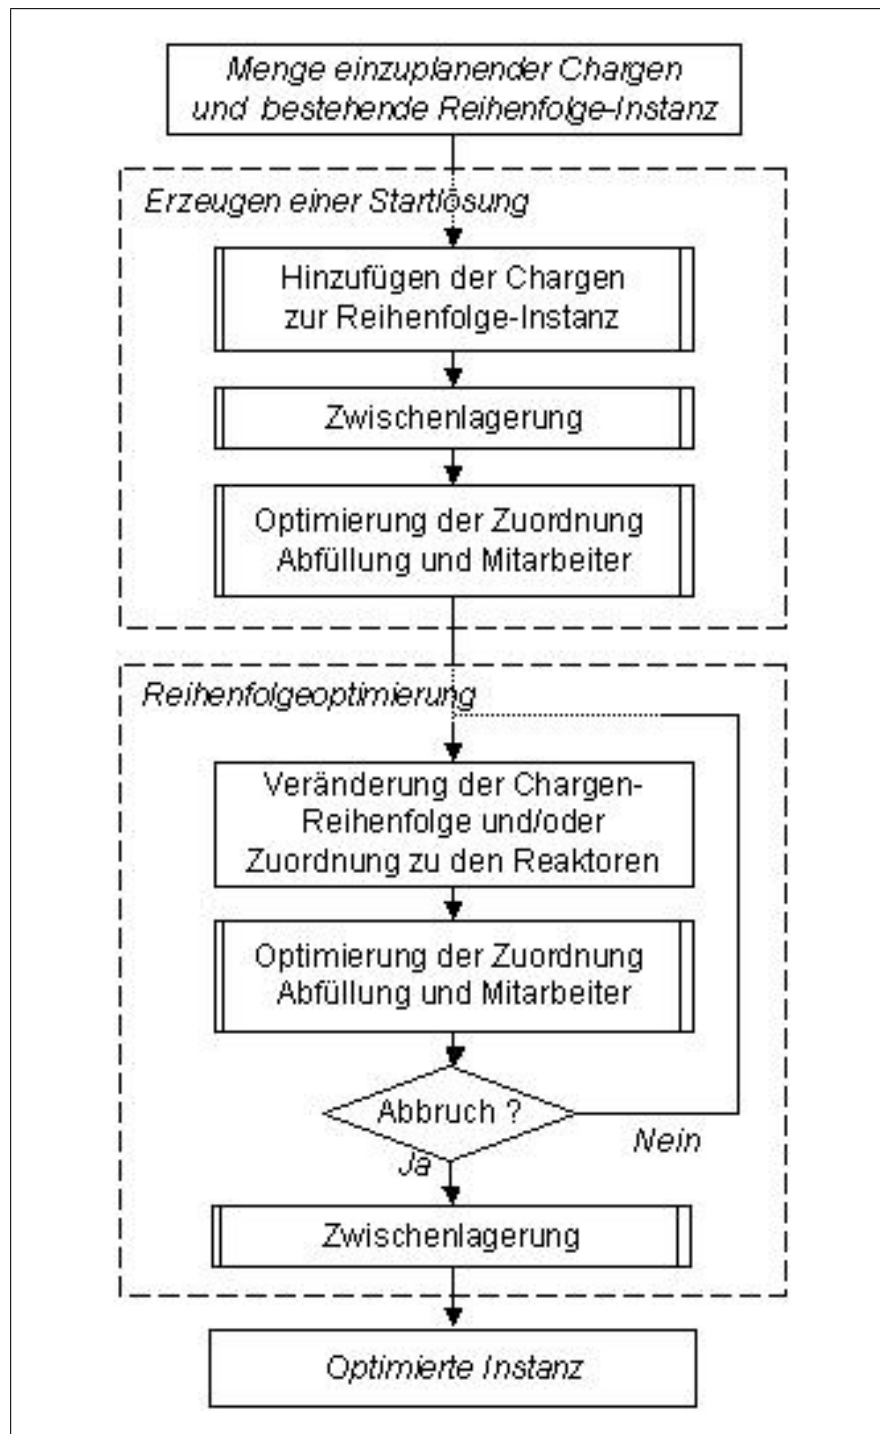 Menge einzuplanender Chargen
und bestehende Reihenfolge-Instanz
Erzeugen einer Startlösung
Hinzufügen der Chargen
zur Reihenfolge-Instanz
Zwischenlagerung
Optimierung der Zuordnung
Abfüllung und Mitarbeiter
Reihenfolgeoptimierung
Veränderung der Chargen-
Reihenfolge und/oder
Zuordnung zu den Reaktoren
Optimierung der Zuordnung
Abfüllung und Mitarbeiter
Abbruch ?
Nein
Ja
Zwischenlagerung
Optimierte Instanz